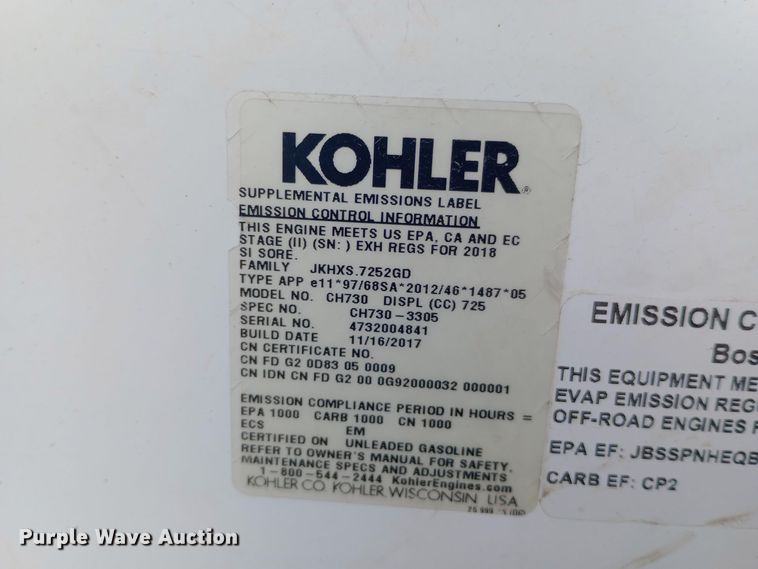 KOHLER®
SUPPLEMENTAL EMISSIONS LABEL
EMISSION CONTROL INFORMATION
THIS ENGINE MEETS US EPA, CA AND EC
STAGE (II) (SN: ) EXH REGS FOR 2018
SI SORE.
FAMILY JKHXS.7252GD
TYPE APP e11*97/68SA*2012/46*1487*05
MODEL NO. CH730 DISPL (CC) 725
SPEC NO. CH730-3305
SERIAL NO. 4732004841
BUILD DATE 11/16/2017
CN CERTIFICATE NO.
CN FD G2 0D83 05 0009
CN IDN CN FD G2 00 0G92000032 000001
EMISSION COMPLIANCE PERIOD IN HOURS =
EPA 1000 CARB 1000 CN 1000
ECS EM
CERTIFIED ON UNLEADED GASOLINE
REFER TO OWNER'S MANUAL FOR SAFETY,
MAINTENANCE SPECS AND ADJUSTMENTS
1-800-544-2444 KohlerEngines.com
KOHLER CO. KOHLER WISCONSIN USA
EMISSION C
Bos
THIS EQUIPMENT ME
EVAP EMISSION REG
OFF-ROAD ENGINES F
EPA EF: JBSSPNHEQB
CARB EF: CP2
Purple Wave Auction